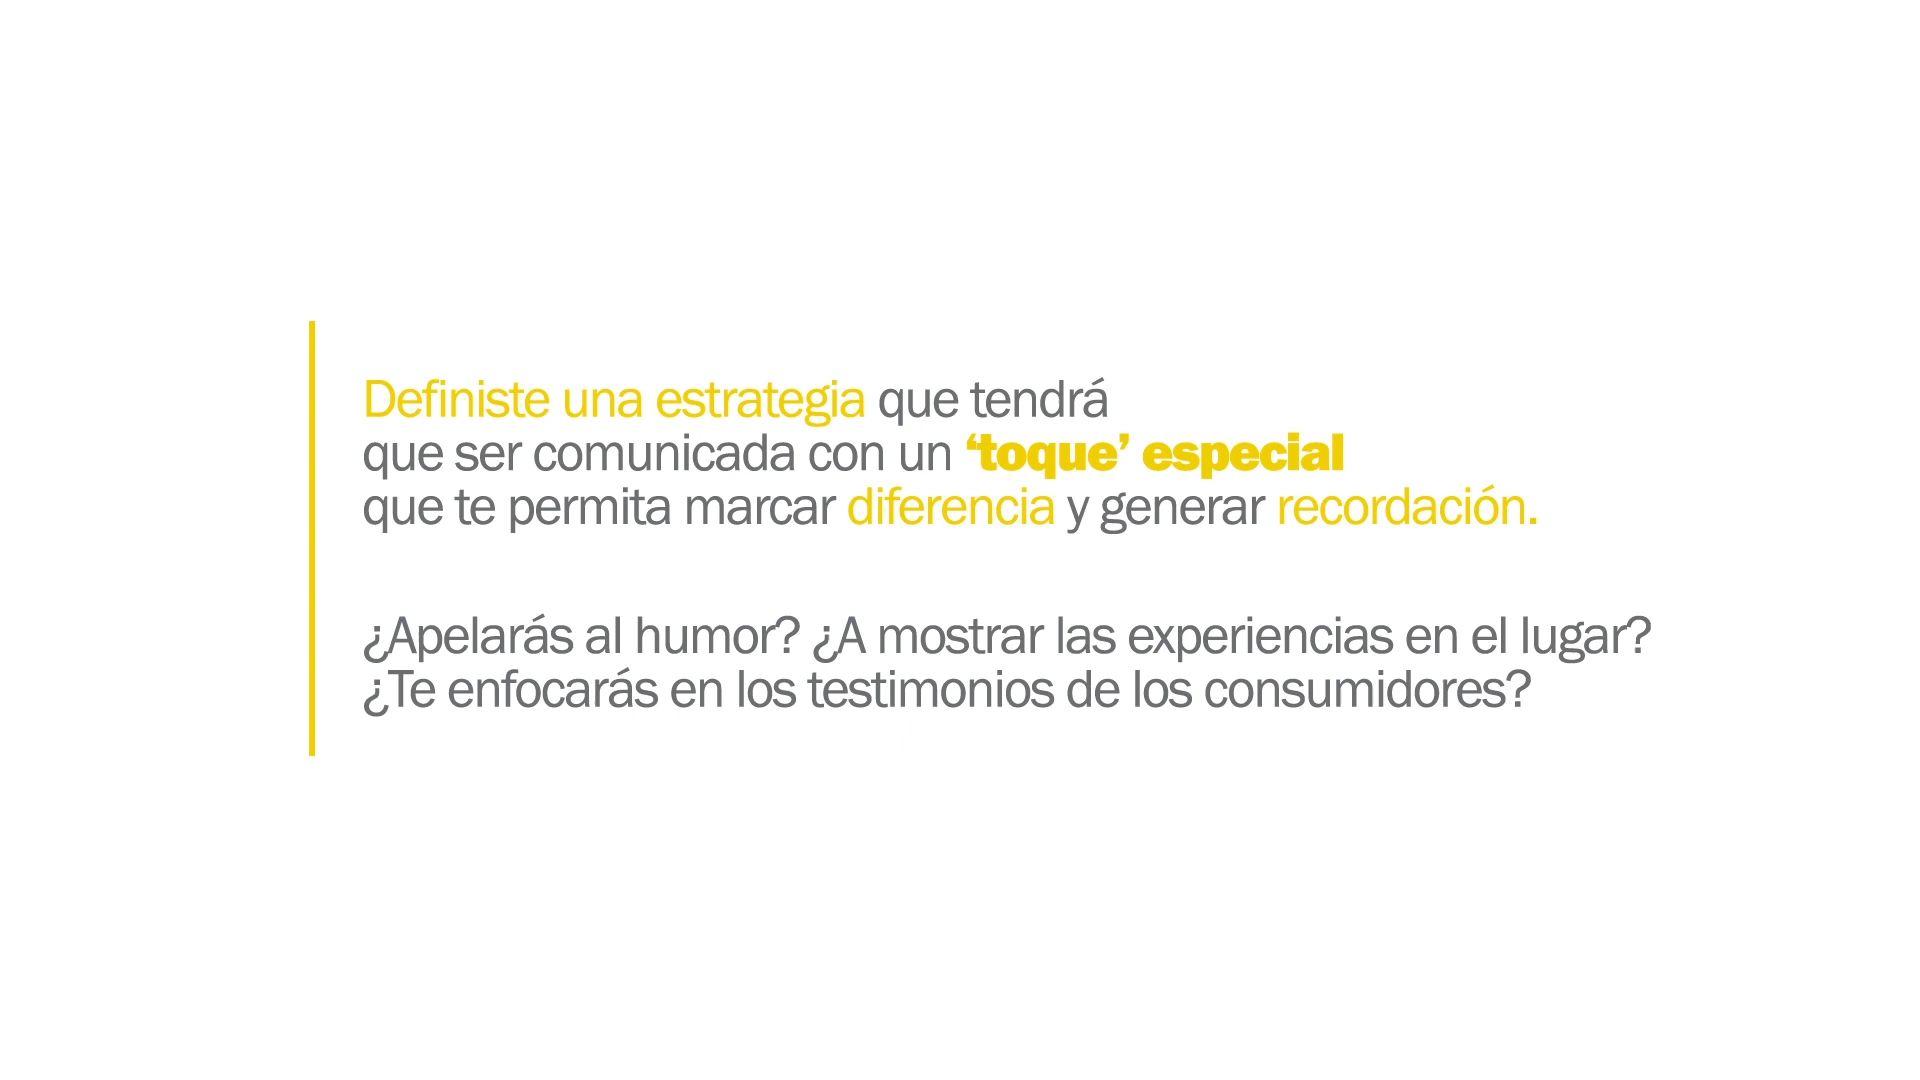 Definiste una estrategia que tendrá
que ser comunicada con un ‘toque’ especial
que te permita marcar diferencia y generar recordación.
¿Apelarás al humor? ¿A mostrar las experiencias en el lugar?
¿Te enfocarás en los testimonios de los consumidores?